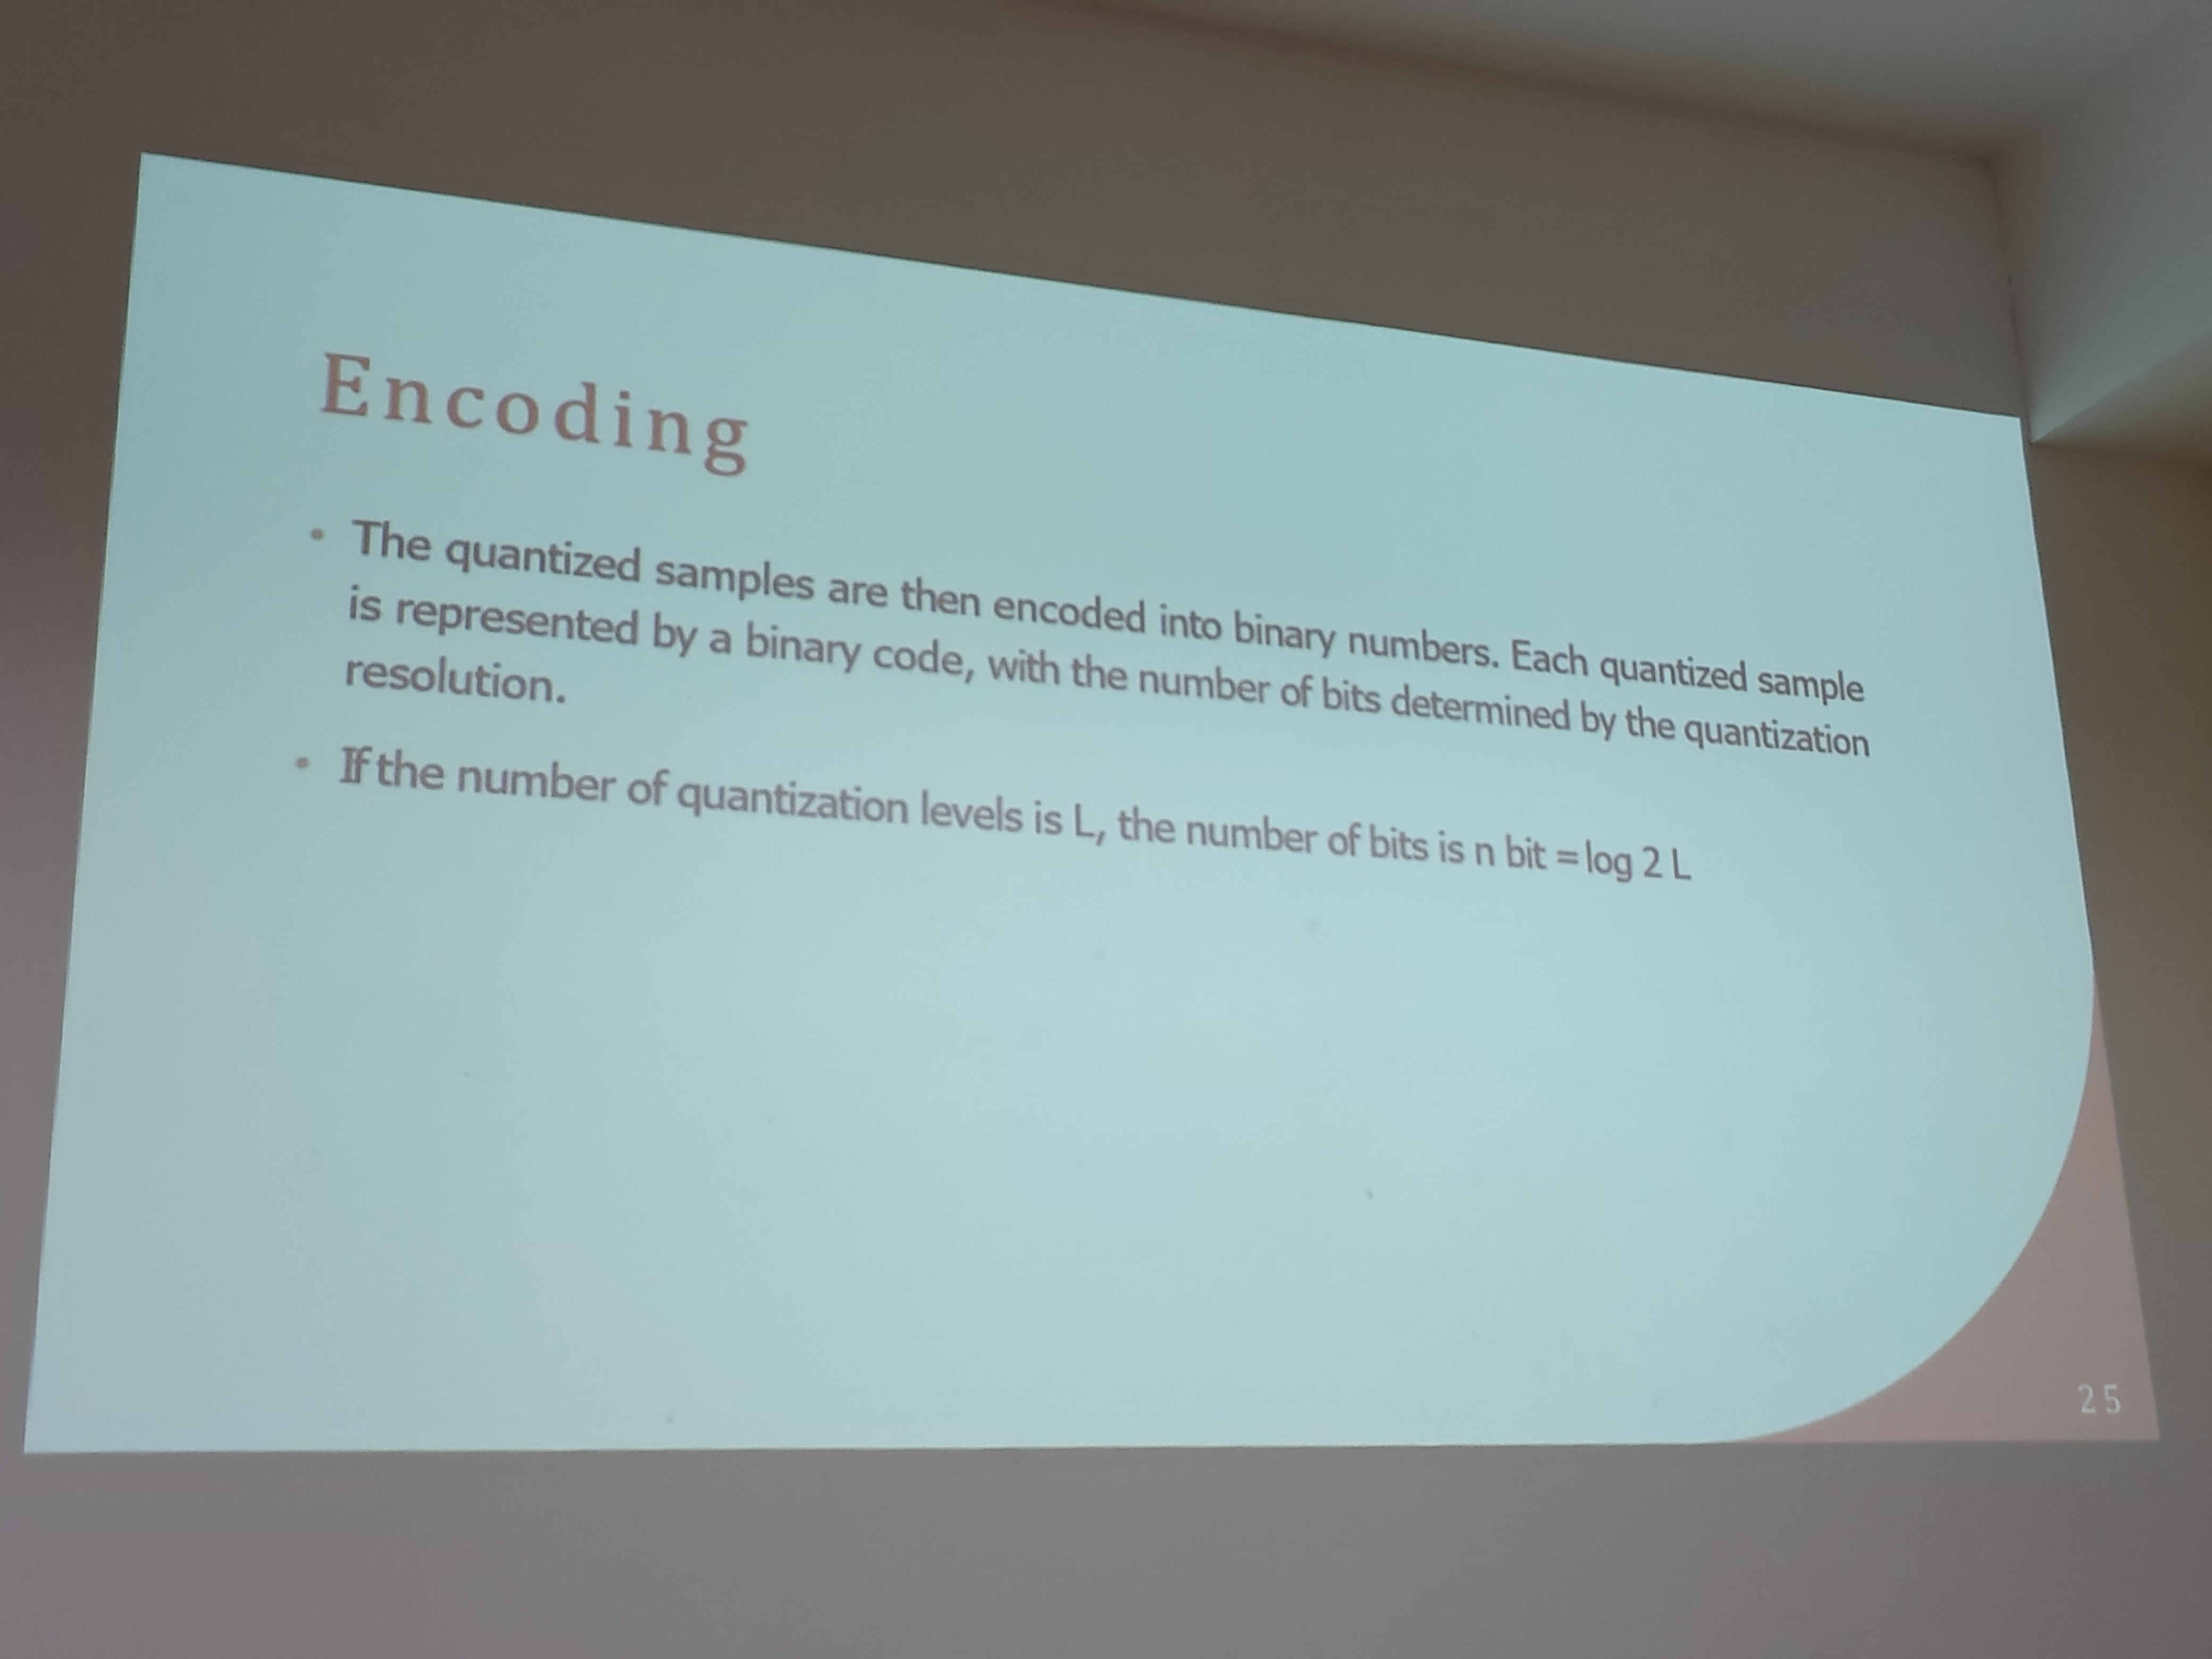 Encoding
• The quantized samples are then encoded into binary numbers. Each quantized sample
is represented by a binary code, with the number of bits determined by the quantization
resolution.
• If the number of quantization levels is L, the number of bits is n bit = log 2 L
25